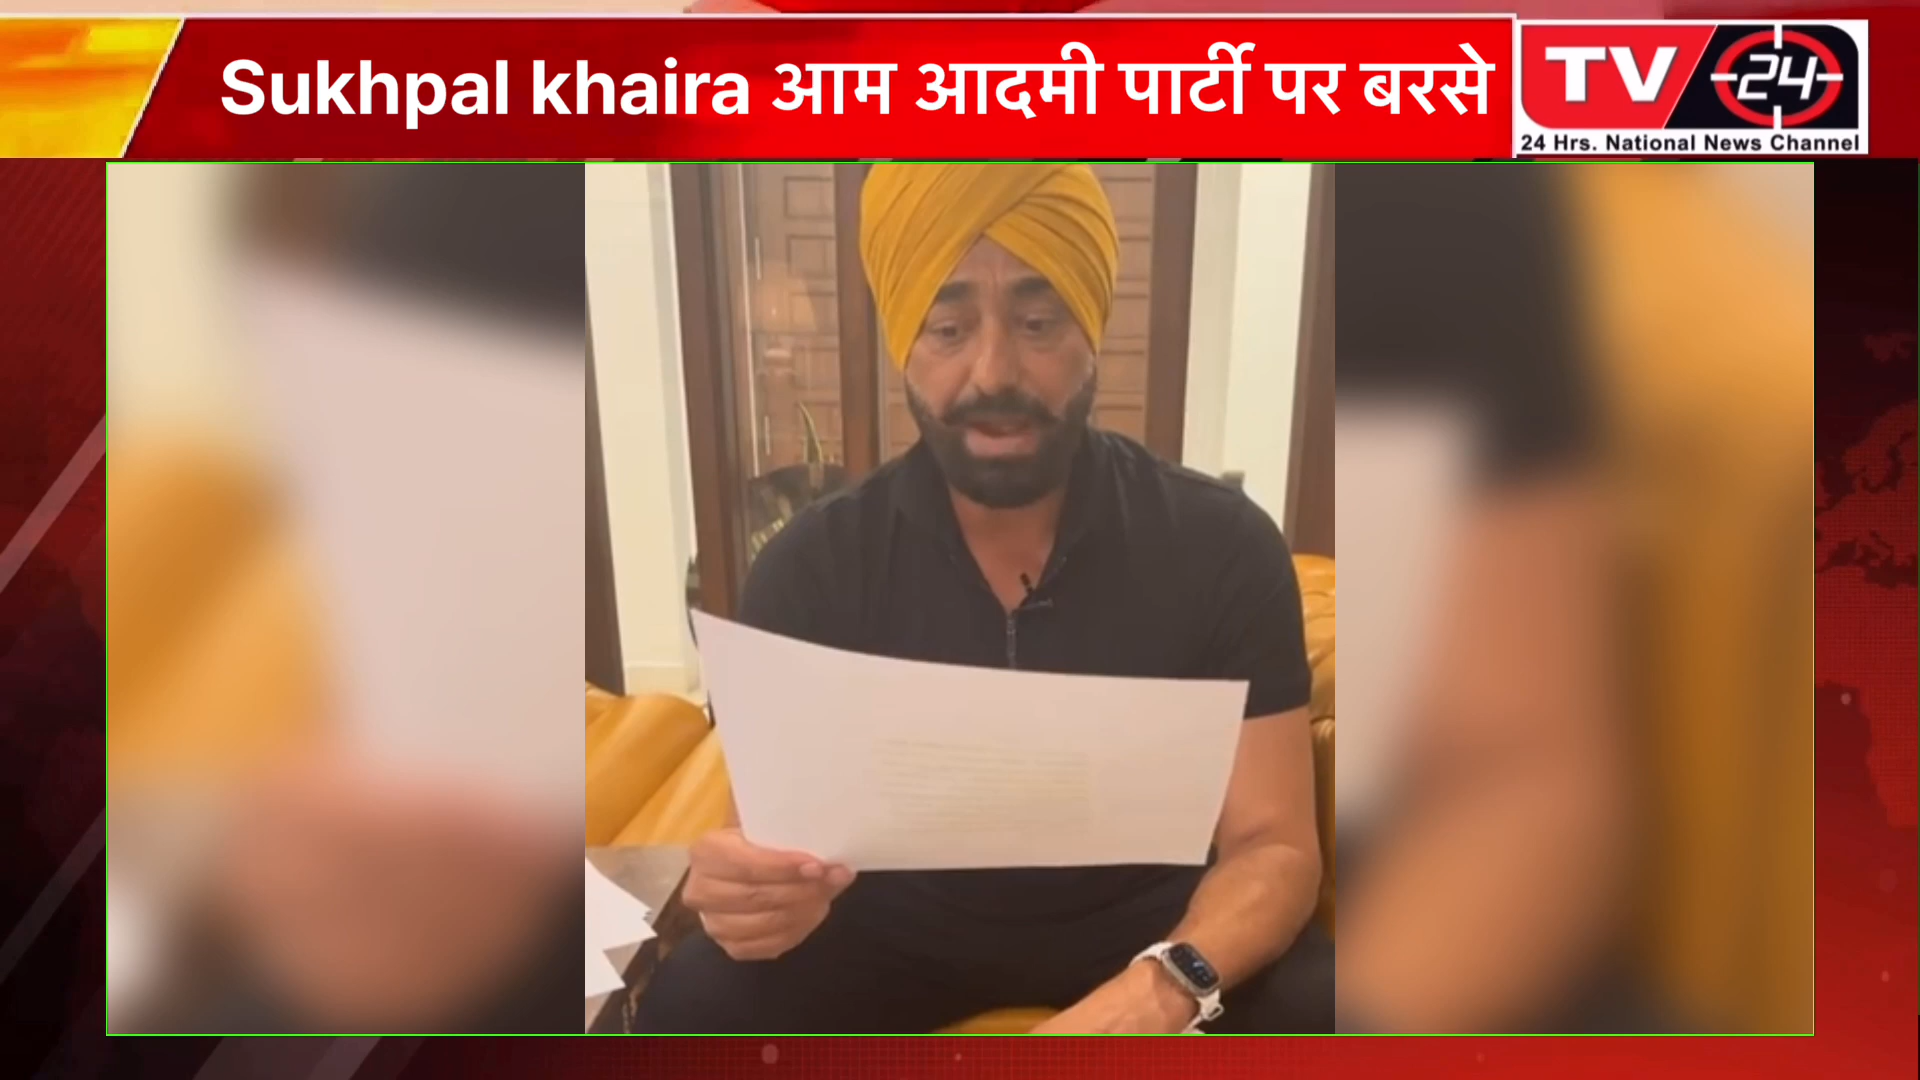 Sukhpal khaira आम आदमी पार्टी पर बरसे
TV 24
24 Hrs. National News Channel